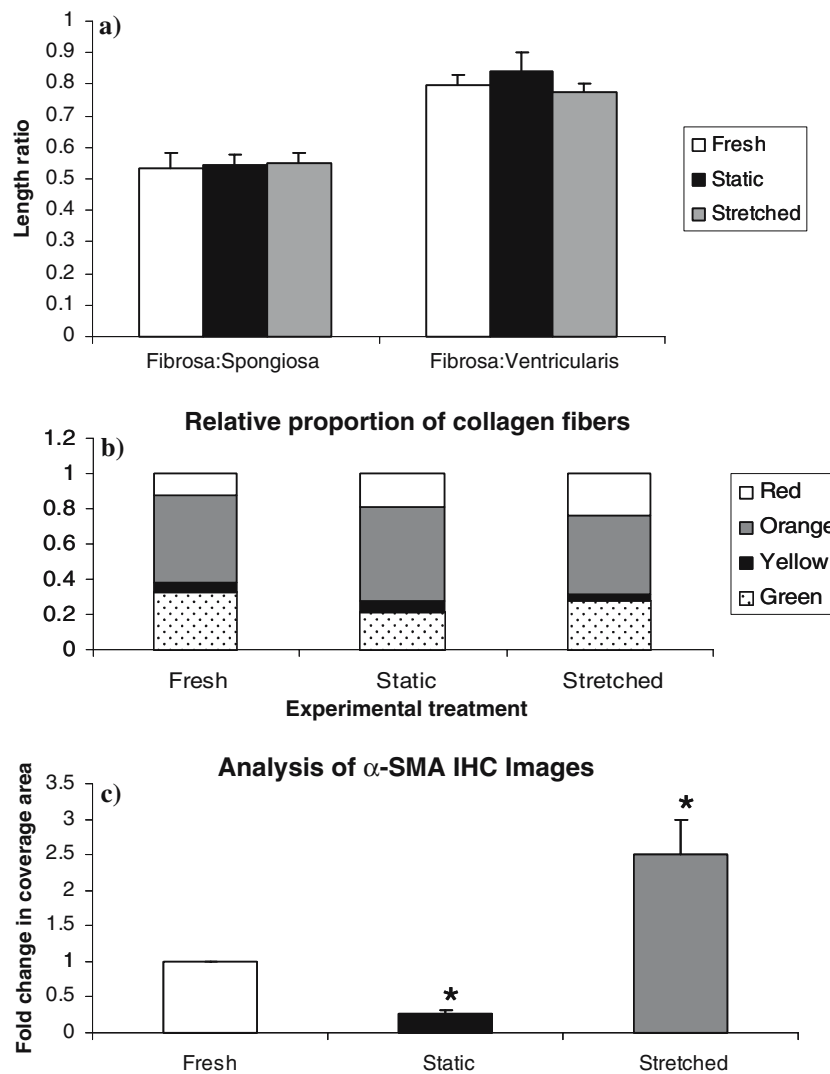 a)
Length ratio
1
0.9
0.8
0.7
0.6
0.5
0.4
0.3
0.2
0.1
0
Fibrosa:Spongiosa
Fibrosa:Ventricularis
Fresh
Static
Stretched
Relative proportion of collagen fibers
b)
1.2
1
0.8
0.6
0.4
0.2
0
Fresh
Static
Stretched
Experimental treatment
Red
Orange
Yellow
Green
Analysis of α-SMA IHC Images
c)
Fold change in coverage area
3.5
3
2.5
2
1.5
1
0.5
0
*
*
Fresh
Static
Stretched